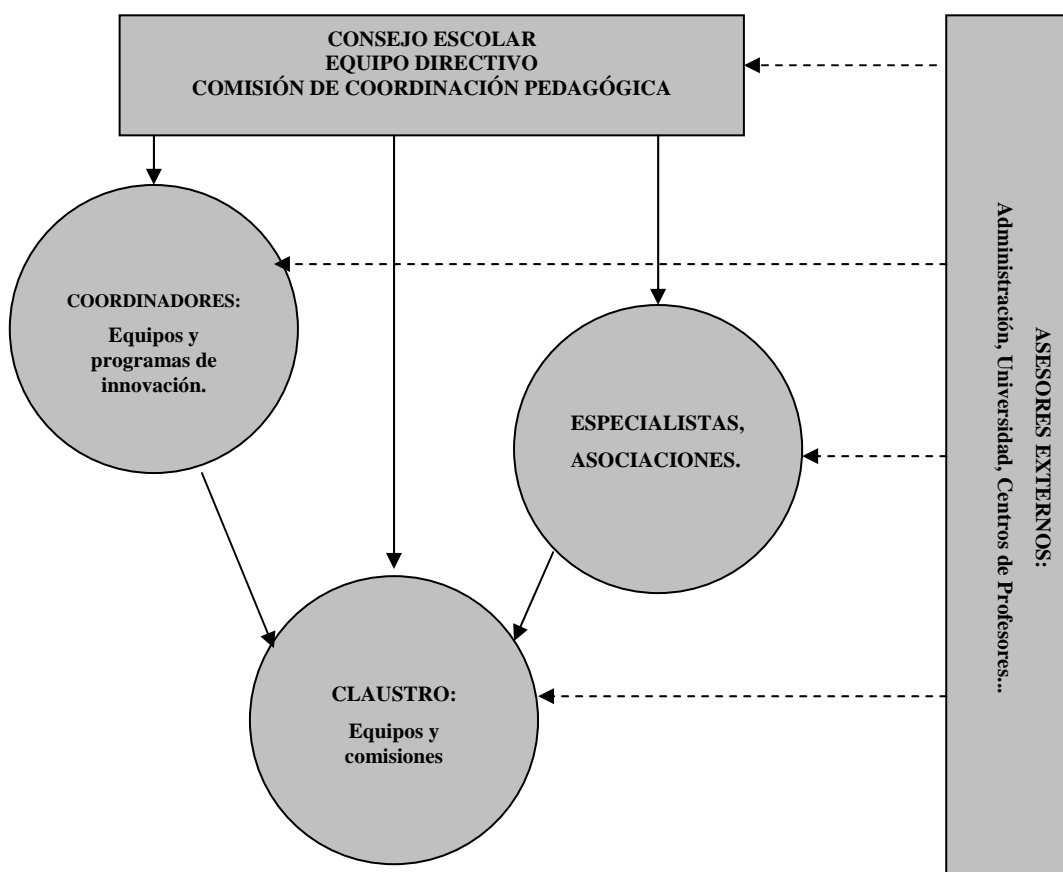 CONSEJO ESCOLAR
EQUIPO DIRECTIVO
COMISIÓN DE COORDINACIÓN PEDAGÓGICA
COORDINADORES:
Equipos y
programas de
innovación.
ESPECIALISTAS,
ASOCIACIONES.
CLAUSTRO:
Equipos y
comisiones
ASESORES EXTERNOS:
Administración, Universidad, Centros de Profesores...